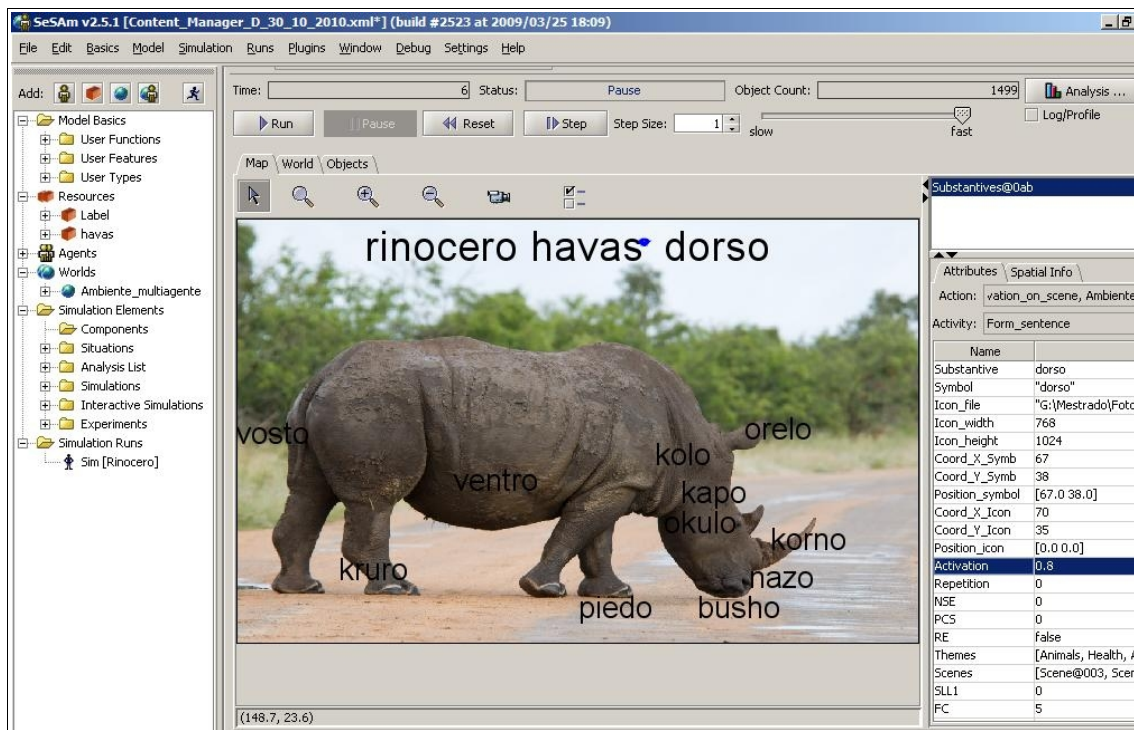 SeSAm v2.5.1 [Content_Manager_D_30_10_2010.xml*] (build #2523 at 2009/03/25 18:09)
File Edit Basics Model Simulation Runs Plugins Window Debug Settings Help
Add:
Model Basics
User Functions
User Features
User Types
Resources
Label
havas
Agents
Worlds
Ambiente_multiagente
Simulation Elements
Components
Situations
Analysis List
Simulations
Interactive Simulations
Experiments
Simulation Runs
Sim [Rinocero]
Time: 6 Status: Pause Object Count: 1499 Analysis ...
Run Pause Reset Step Step Size: 1 slow fast Log/Profile
Map World Objects
rinocero havas dorso
vosto
orelo
kolo
ventro
kapo
okulo
korno
kruro
nazo
piedo
busho
(148.7, 23.6)
Substantives@0ab
Attributes Spatial Info
Action: vation_on_scene, Ambiente
Activity: Form_sentence
Name
Substantive dorso
Symbol "dorso"
Icon_file "G:\Mestrado\Foto
Icon_width 768
Icon_height 1024
Coord_X_Symb 67
Coord_Y_Symb 38
Position_symbol [67.0 38.0]
Coord_X_Icon 70
Coord_Y_Icon 35
Position_icon [0.0 0.0]
Activation 0.8
Repetition 0
NSE 0
PCS 0
RE false
Themes [Animals, Health, A
Scenes [Scene@003, Scen
SLL1 0
FC 5